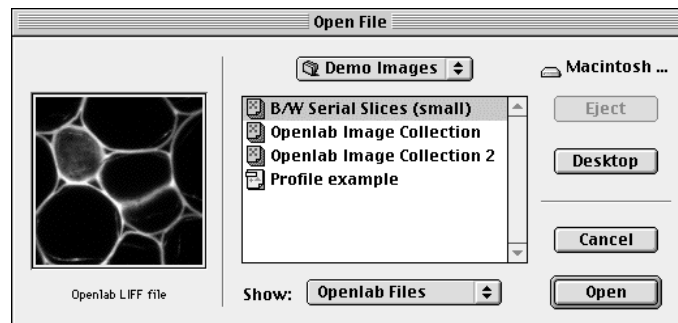 Open File
Demo Images
Macintosh ...
B/W Serial Slices (small)
Openlab Image Collection
Openlab Image Collection 2
Profile example
Eject
Desktop
Cancel
Openlab LIFF file
Show: Openlab Files
Open